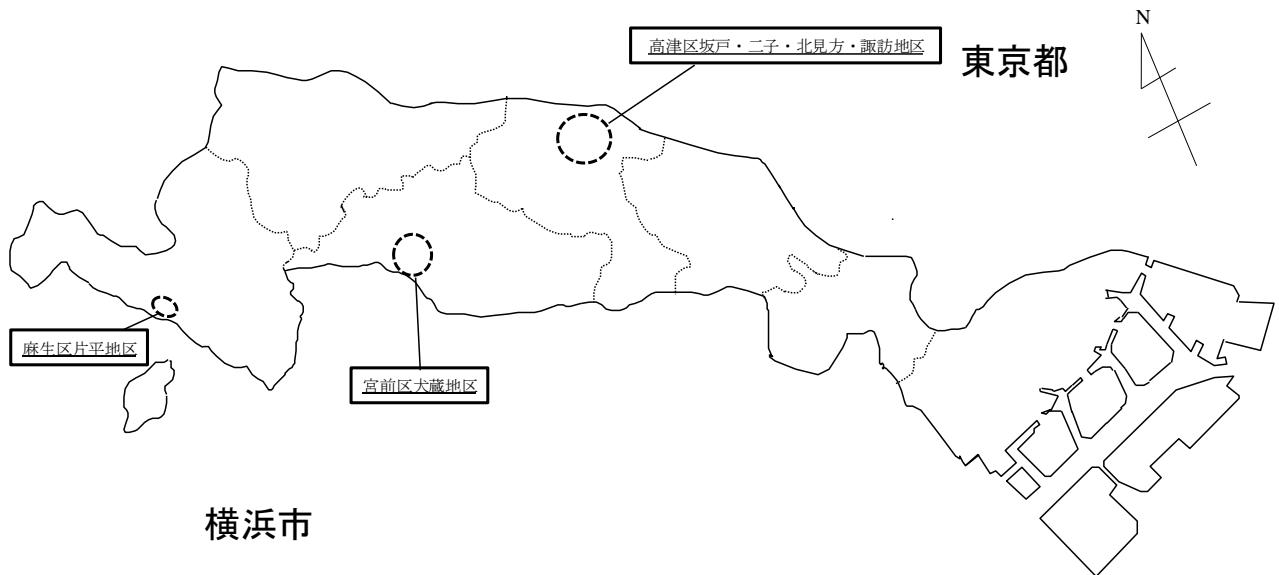 N
高津区坂戸・二子・北見方・諏訪地区
東京都
麻生区片平地区
宮前区犬蔵地区
横浜市